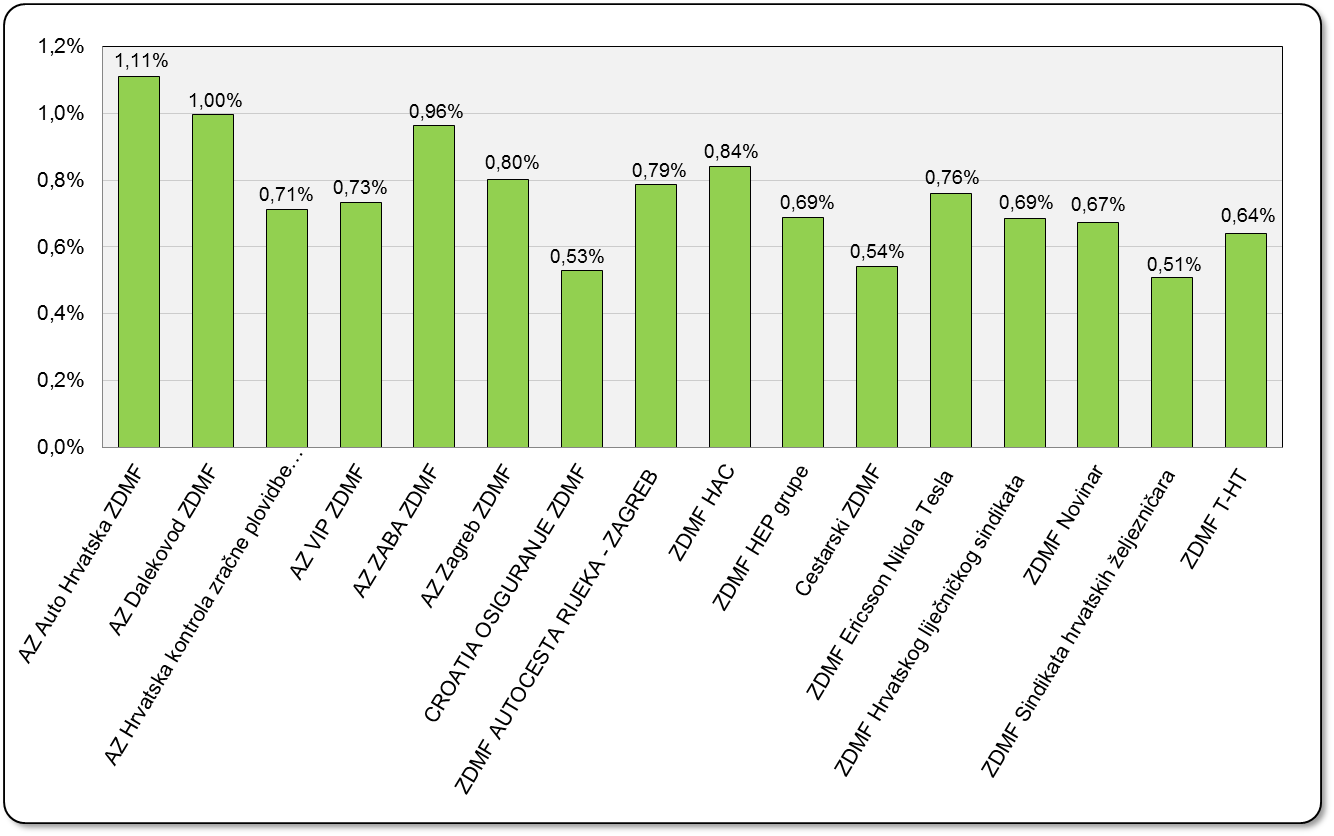 1,2%
1,0%
0,8%
0,6%
0,4%
0,2%
0,0%
1,11%
1,00%
0,71%
0,73%
0,96%
0,80%
0,53%
0,79%
0,84%
0,69%
0,54%
0,76%
0,69%
0,67%
0,51%
0,64%
AZ Auto Hrvatska ZDMF
AZ Dalekovod ZDMF
AZ Hrvatska kontrola zračne plovidbe...
AZ VIP ZDMF
AZ ZABA ZDMF
AZ Zagreb ZDMF
CROATIA OSIGURANJE ZDMF
ZDMF AUTOCESTA RIJEKA - ZAGREB
ZDMF HAC
ZDMF HEP grupe
Cestarski ZDMF
ZDMF Ericsson Nikola Tesla
ZDMF Hrvatskog liječničkog sindikata
ZDMF Novinar
ZDMF Sindikata hrvatskih željezničara
ZDMF T-HT